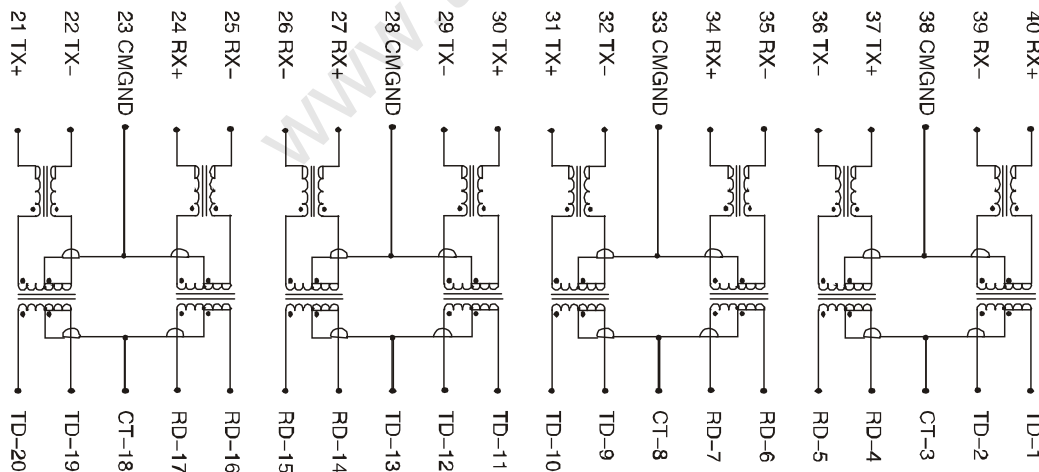 21 TX+
22 TX-
23 CMGND
24 RX+
25 RX-
26 RX-
27 RX+
28 CMGND
29 TX-
30 TX+
31 TX+
32 TX-
33 CMGND
34 RX+
35 RX-
36 TX-
37 TX+
38 CMGND
39 RX-
40 RX+
www.
TD-20
TD-19
CT-18
RD-17
RD-16
RD-15
RD-14
TD-13
TD-12
TD-11
TD-10
TD-9
CT-8
RD-7
RD-6
RD-5
RD-4
CT-3
TD-2
TD-1